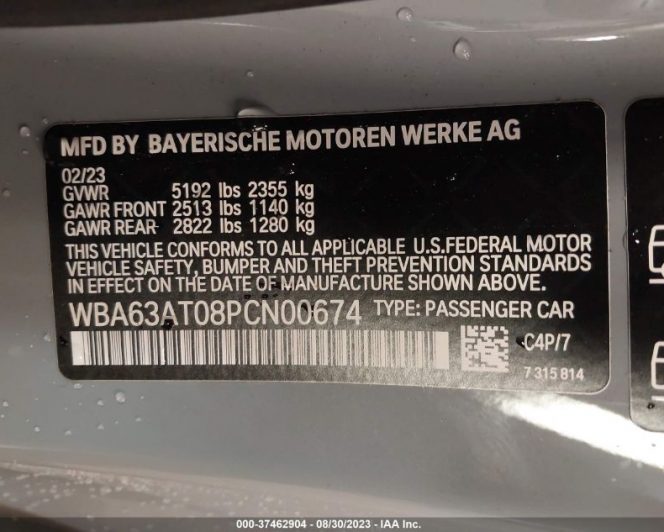 MFD BY BAYERISCHE MOTOREN WERKE AG
02/23
GVWR 5192 lbs 2355 kg
GAWR FRONT 2513 lbs 1140 kg
GAWR REAR 2822 lbs 1280 kg
THIS VEHICLE CONFORMS TO ALL APPLICABLE U.S.FEDERAL MOTOR
VEHICLE SAFETY, BUMPER AND THEFT PREVENTION STANDARDS
IN EFFECT ON THE DATE OF MANUFACTURE SHOWN ABOVE.
WBA63AT08PCN00674 TYPE: PASSENGER CAR
C4P/7
7 315 814
000-37462904 - 08/30/2023 - IAA Inc.